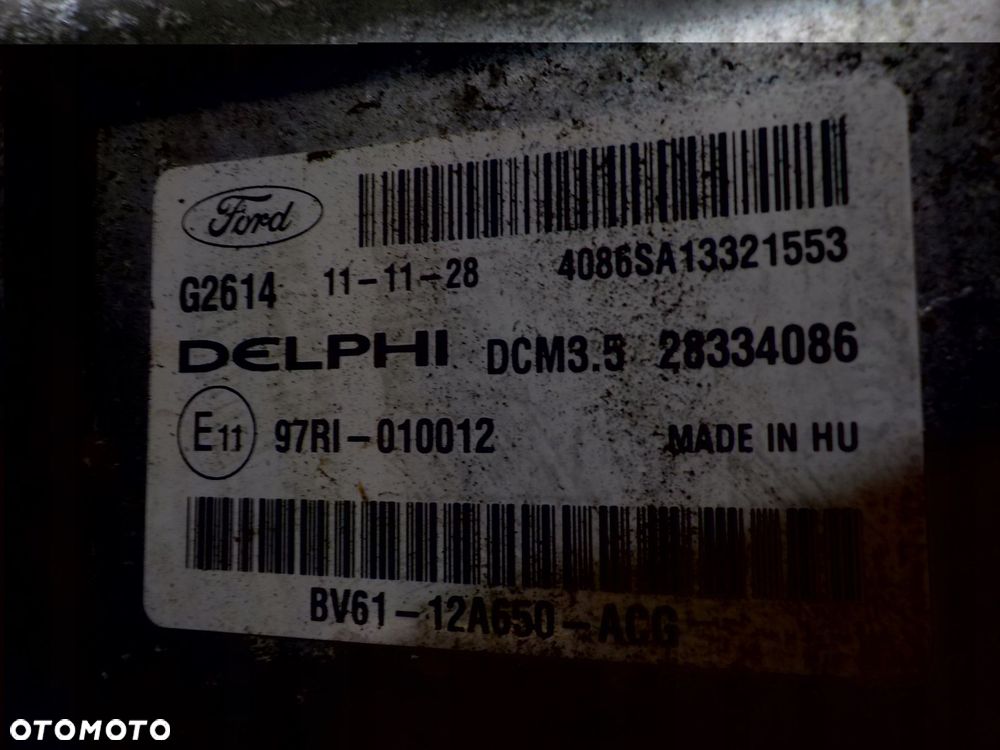 Ford
4086SA13321553
G2614 11-11-28
DELPHI DCM3.5 28334086
E11 97RI-010012 MADE IN HU
BV61-12A650-ACG
OTOMOTO